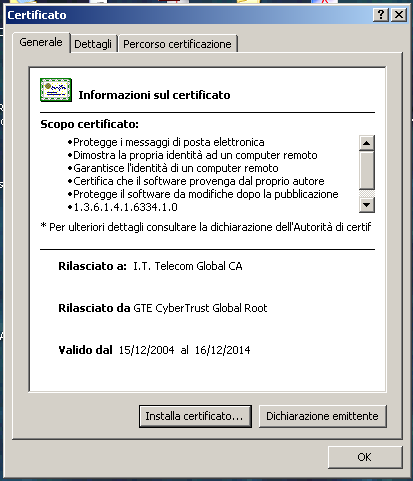 Certificato
Generale Dettagli Percorso certificazione
Informazioni sul certificato
Scopo certificato:
•Protegge i messaggi di posta elettronica
•Dimostra la propria identità ad un computer remoto
•Garantisce l'identità di un computer remoto
•Certifica che il software provenga dal proprio autore
•Protegge il software da modifiche dopo la pubblicazione
•1.3.6.1.4.1.6334.1.0
* Per ulteriori dettagli consultare la dichiarazione dell'Autorità di certif
Rilasciato a: I.T. Telecom Global CA
Rilasciato da GTE CyberTrust Global Root
Valido dal 15/12/2004 al 16/12/2014
Installa certificato... Dichiarazione emittente
OK